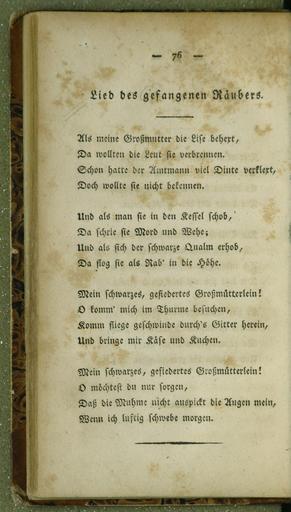 — 76 —
Lied des gefangenen Räubers.
Als meine Großmutter die Lise behext,
Da wollten die Leut sie verbrennen.
Schon hatte der Amtmann viel Dinte verklext,
Doch wollte sie nicht bekennen.
Und als man sie in den Kessel schob,
Da schrie sie Mord und Wehe;
Und als sich der schwarze Qualm erhob,
Da flog sie als Rab' in die Höhe.
Mein schwarzes, gefiedertes Großmütterlein!
O komm' mich im Thurme besuchen,
Komm fliege geschwinde durch's Gitter herein,
Und bringe mir Käse und Kuchen.
Mein schwarzes, gefiedertes Großmütterlein!
O möchtest du nur sorgen,
Daß die Muhme nicht auspickt die Augen mein,
Wenn ich luftig schwebe morgen.